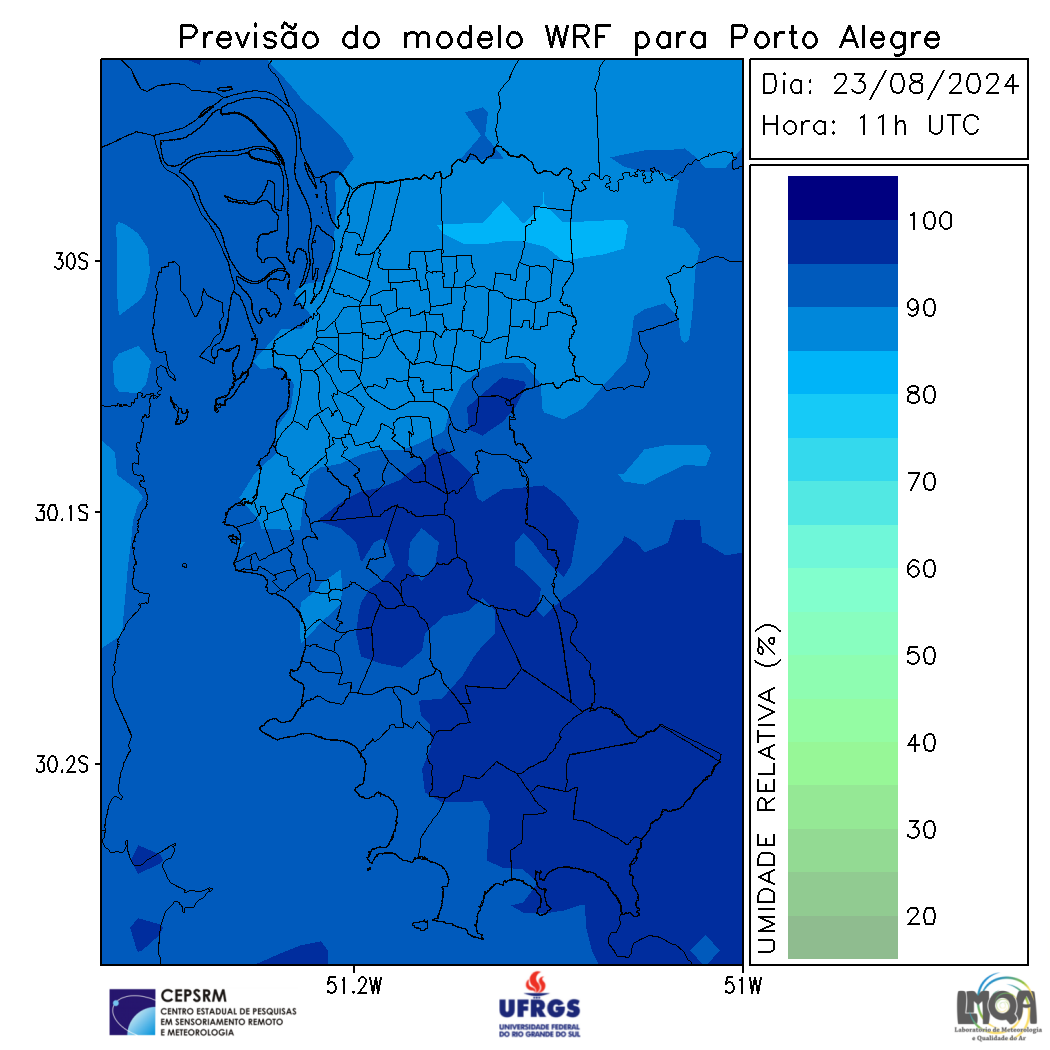 Previsão do modelo WRF para Porto Alegre
Dia: 23/08/2024
Hora: 11h UTC
100
90
80
70
60
50
40
30
20
UMIDADE RELATIVA (%)
30S
30.1S
30.2S
51.2W
51W
CEPSRM
CENTRO ESTADUAL DE PESQUISAS
EM SENSORIAMENTO REMOTO
E METEOROLOGIA
UFRGS
UNIVERSIDADE FEDERAL
DO RIO GRANDE DO SUL
LMQA
Laboratório de Meteorologia
e Qualidade do Ar